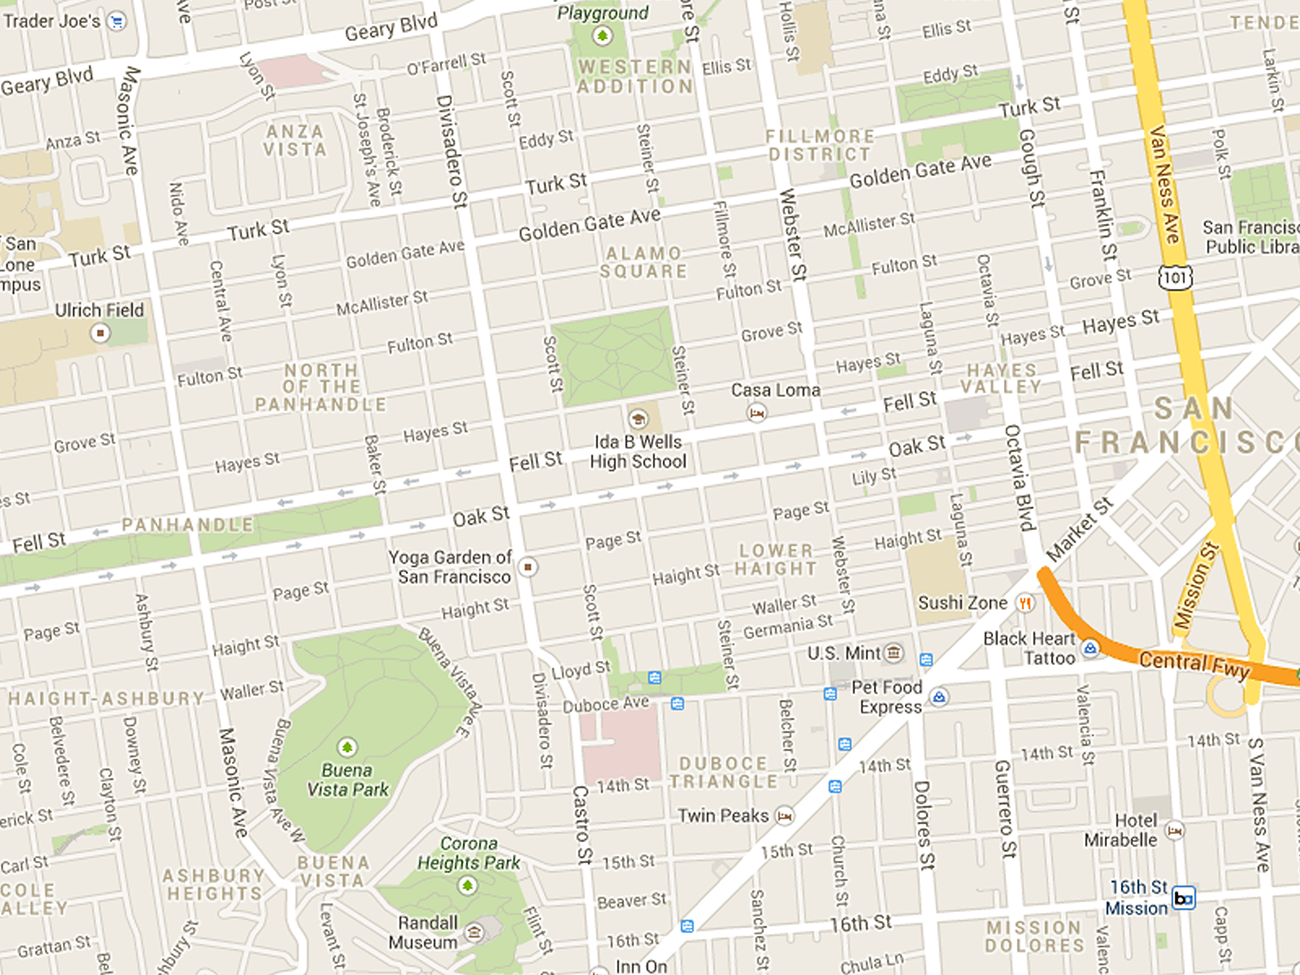 Trader Joe's
Post St
Playground
Geary Blvd
Hollis St
Ellis St
TENDE
Geary Blvd
Masonic Ave
Lyon St
O'Farrell St
Scott St
WESTERN
ADDITION
Ellis St
Eddy St
Larkin St
Turk St
Anza St
ANZA
VISTA
St Joseph's Ave
Broderick St
Divisadero St
Eddy St
Steiner St
FILLMORE
DISTRICT
Golden Gate Ave
Gough St
Franklin St
Van Ness Ave
Polk St
Nido Ave
Turk St
Turk St
Golden Gate Ave
Fillmore St
Webster St
McAllister St
San Francisco
Public Libra
San
Lone
mpus
Turk St
Central Ave
Lyon St
Golden Gate Ave
ALAMO
SQUARE
Fulton St
Fulton St
Octavia St
Grove St
101
Ulrich Field
McAllister St
Fulton St
Scott St
Steiner St
Grove St
Laguna St
Hayes St
Hayes St
Hayes St
Fulton St
NORTH
OF THE
PANHANDLE
Casa Loma
HAYES
VALLEY
Fell St
Fell St
SAN
FRANCISCO
Grove St
Hayes St
Hayes St
Baker St
Ida B Wells
High School
Fell St
Oak St
Octavia Blvd
Lily St
es St
Fell St
PANHANDLE
Oak St
Page St
Page St
Laguna St
Market St
Yoga Garden of
San Francisco
Haight St
LOWER
HAIGHT
Webster St
Haight St
Mission St
Page St
Page St
Ashbury St
Haight St
Haight St
Scott St
Waller St
Germania St
Sushi Zone
Black Heart
Tattoo
U.S. Mint
Central Fwy
HAIGHT-ASHBURY
Waller St
Buena Vista Ave E
Lloyd St
Steiner St
Duboce Ave
Pet Food
Express
Valencia St
Cole St
Belvedere St
Downey St
Clayton St
Masonic Ave
Buena Vista Ave W
Buena
Vista Park
Divisadero St
DUBOCE
TRIANGLE
Belcher St
14th St
14th St
14th St
14th St
erick St
Castro St
Twin Peaks
Dolores St
Guerrero St
S Van Ness Ave
Hotel
Mirabelle
Carl St
COLE
ALLEY
ASHBURY
HEIGHTS
BUENA
VISTA
Corona
Heights Park
15th St
15th St
Church St
Beaver St
Sanchez St
16th St
16th St
Mission
Randall
Museum
Flint St
Levant St
Grattan St
hbury St
Bel
16th St
Inn On
Chula Ln
MISSION
DOLORES
Valen
Capp St